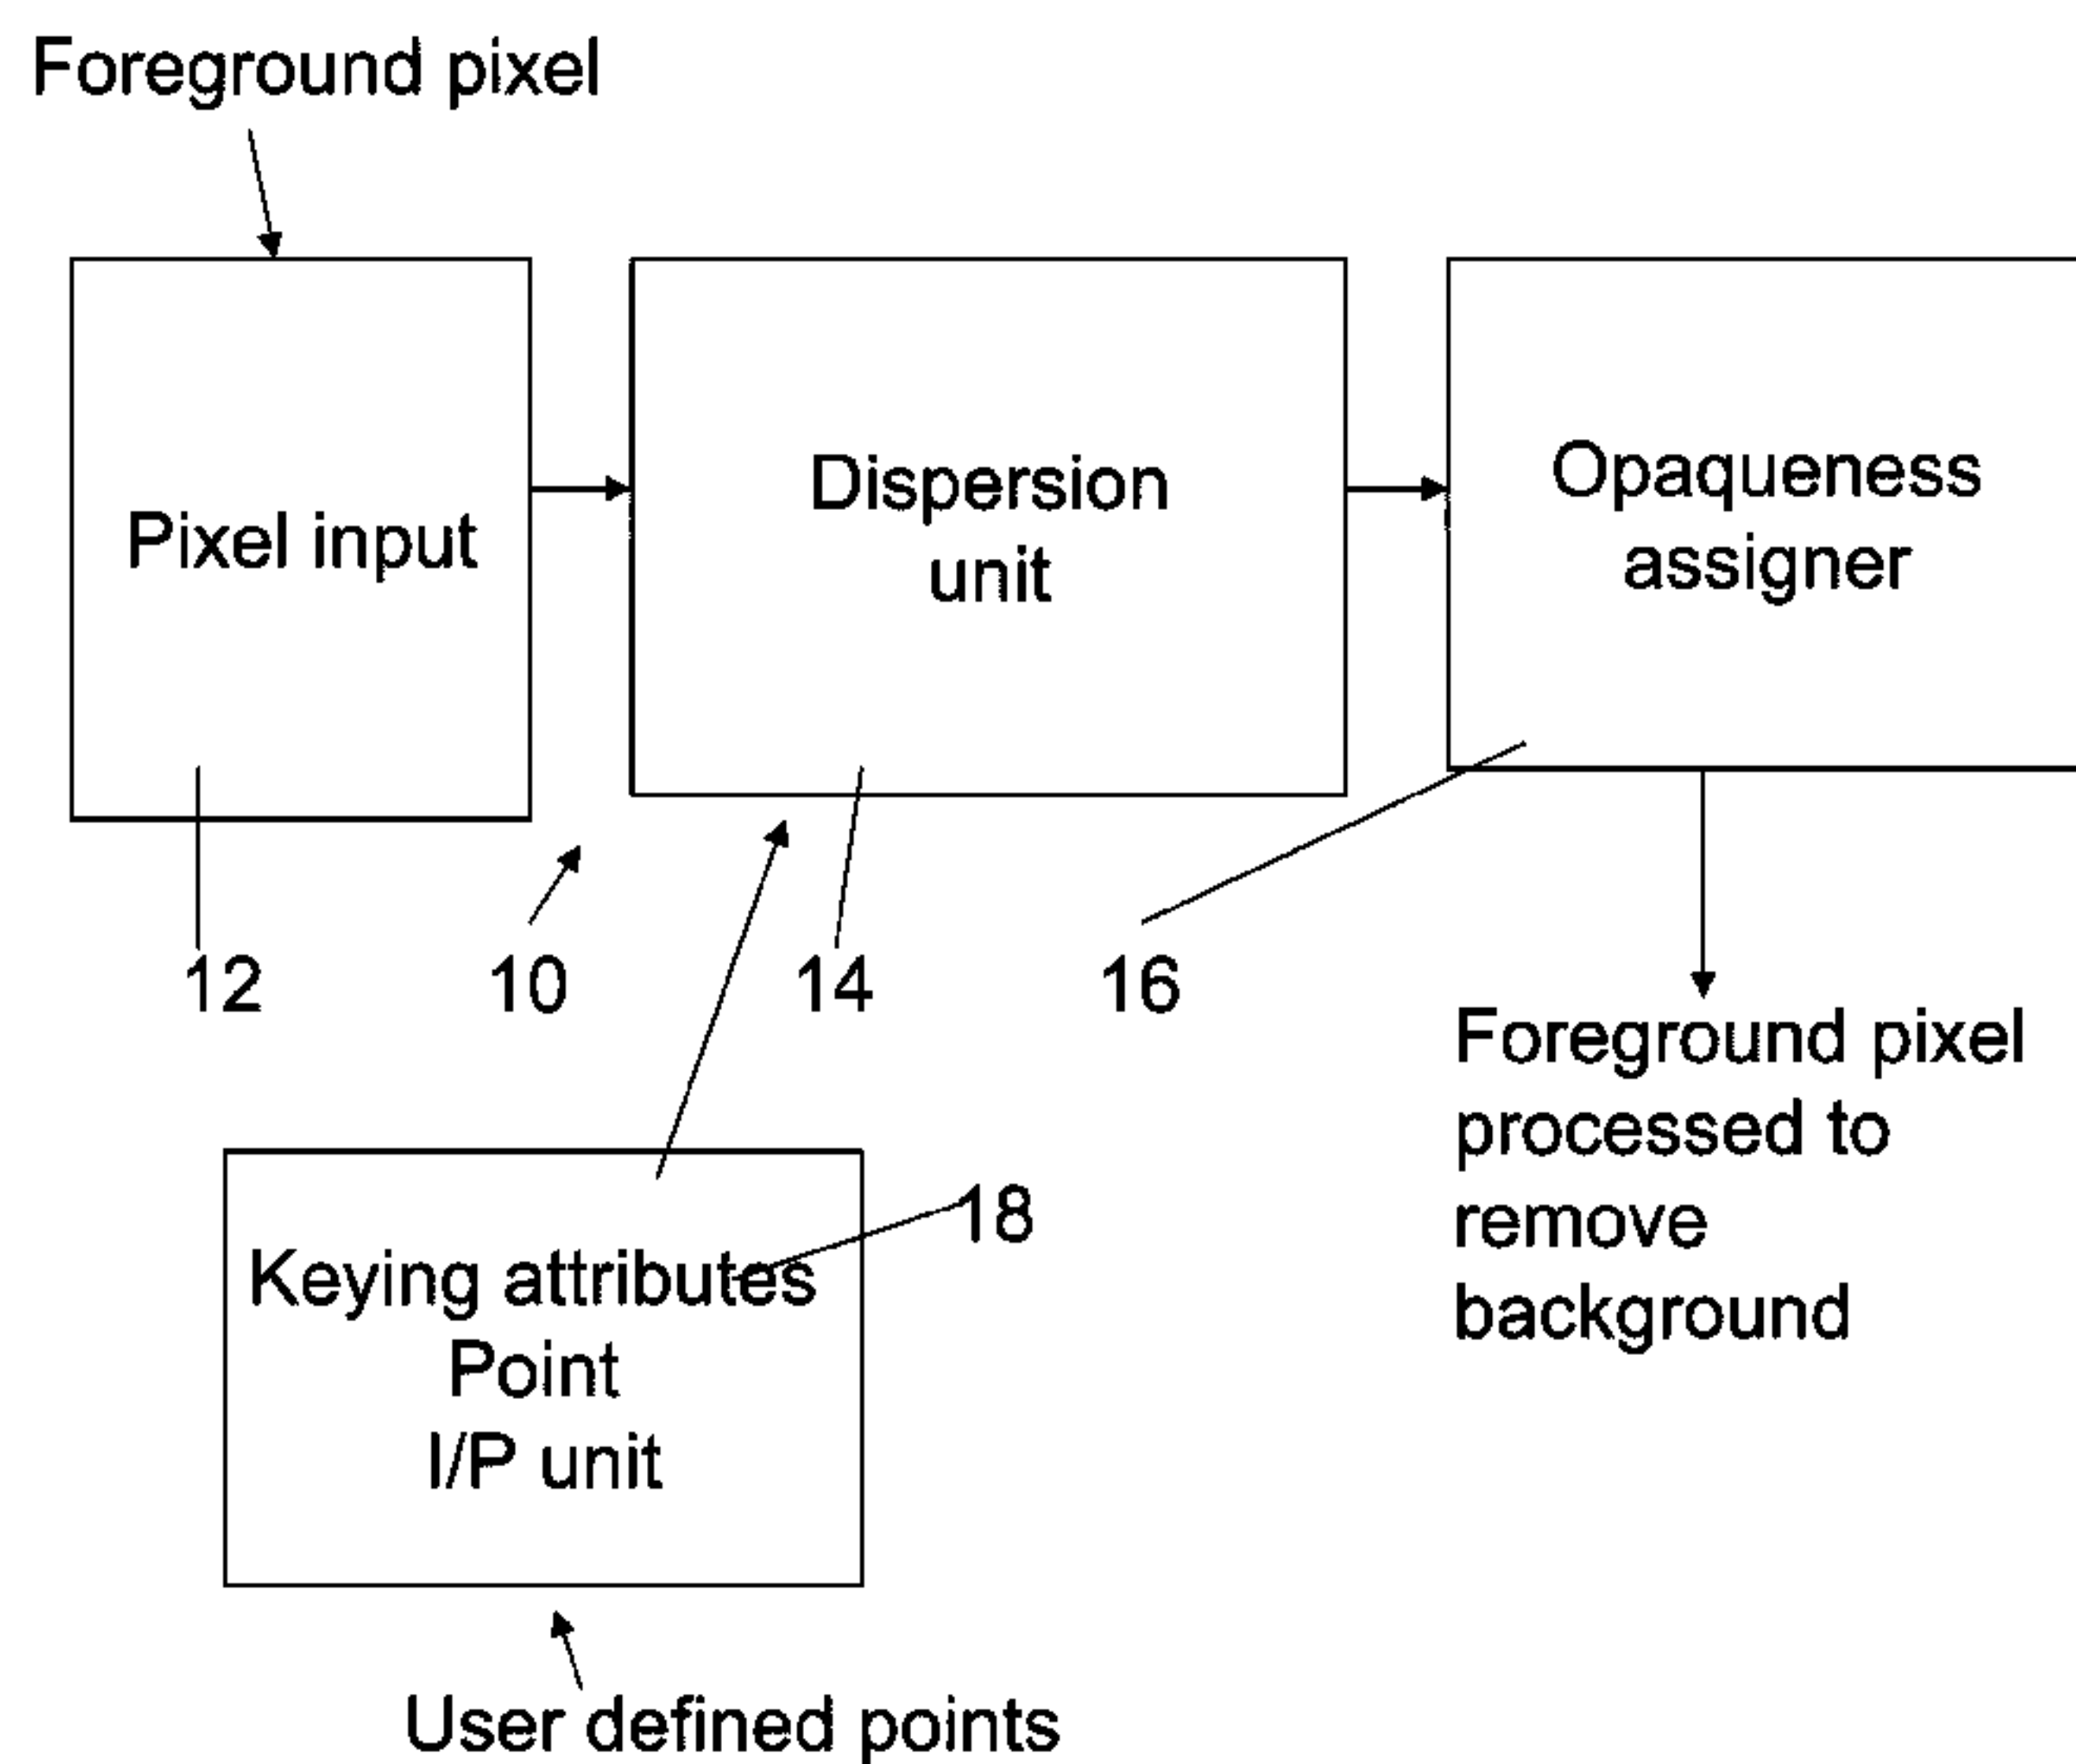 Foreground pixel
Pixel input
Dispersion
unit
Opaqueness
assigner
12
10
14
16
Foreground pixel
processed to
remove
background
18
Keying attributes
Point
I/P unit
User defined points